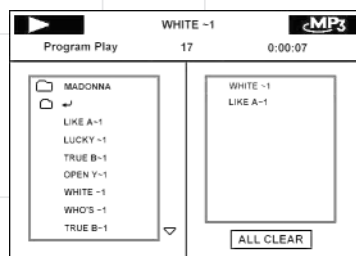 WHITE ~1
MP3
Program Play 17 0:00:07
MADONNA
LIKE A~1
LUCKY ~1
TRUE B~1
OPEN Y~1
WHITE ~1
WHO'S ~1
TRUE B~1
WHITE ~1
LIKE A~1
ALL CLEAR